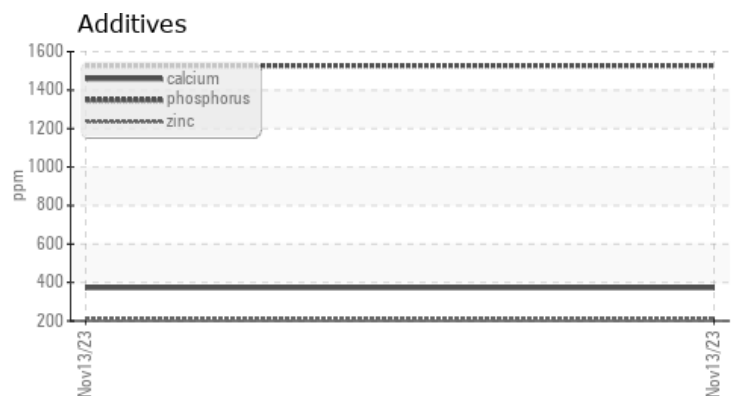 Additives
1600
1400
1200
1000
800
600
400
200
ppm
calcium
phosphorus
zinc
Nov13/23
Nov13/23